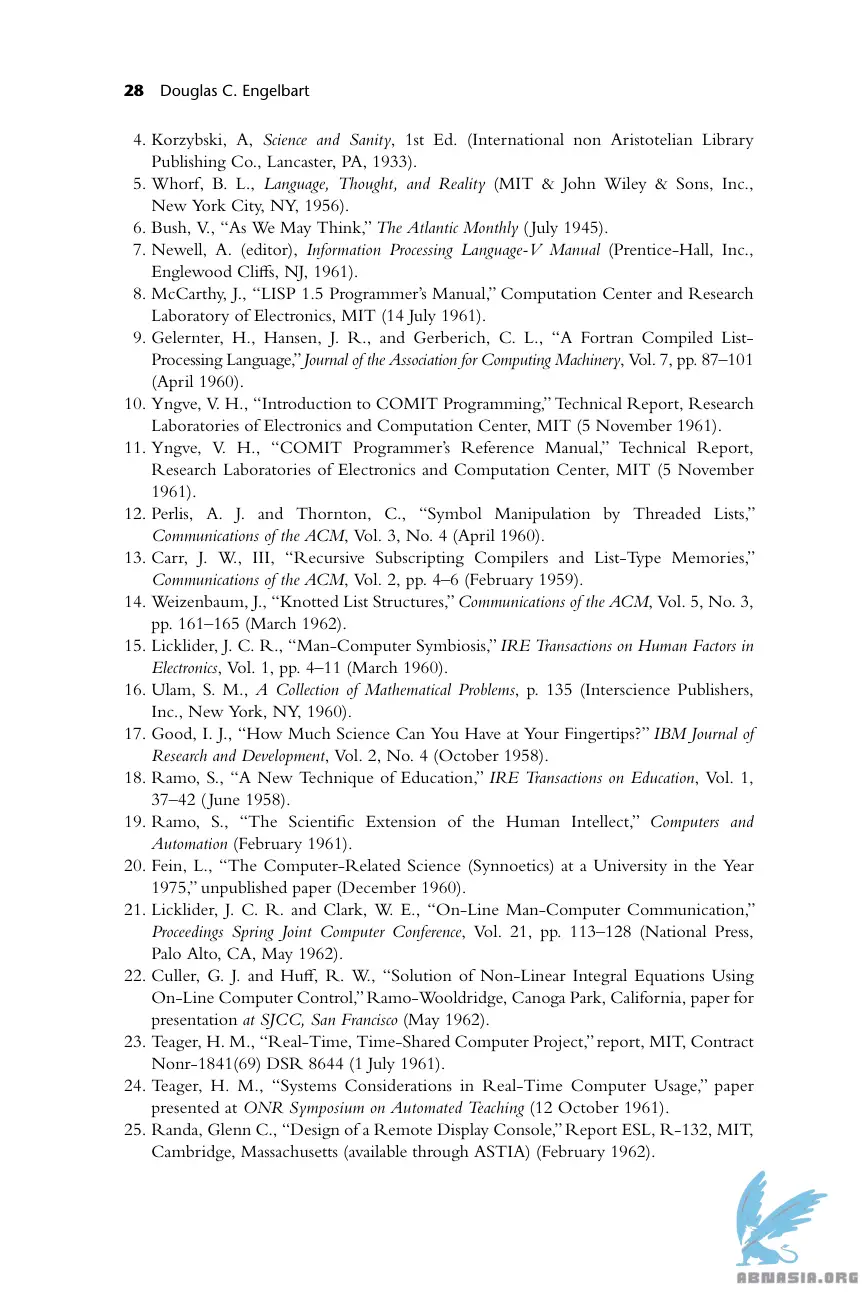 28 Douglas C. Engelbart
4. Korzybski, A, Science and Sanity, 1st Ed. (International non Aristotelian Library
Publishing Co., Lancaster, PA, 1933).
5. Whorf, B. L., Language, Thought, and Reality (MIT & John Wiley & Sons, Inc.,
New York City, NY, 1956).
6. Bush, V., “As We May Think,” The Atlantic Monthly (July 1945).
7. Newell, A. (editor), Information Processing Language-V Manual (Prentice-Hall, Inc.,
Englewood Cliffs, NJ, 1961).
8. McCarthy, J., “LISP 1.5 Programmer’s Manual,” Computation Center and Research
Laboratory of Electronics, MIT (14 July 1961).
9. Gelernter, H., Hansen, J. R., and Gerberich, C. L., “A Fortran Compiled List-
Processing Language,” Journal of the Association for Computing Machinery, Vol. 7, pp. 87–101
(April 1960).
10. Yngve, V. H., “Introduction to COMIT Programming,” Technical Report, Research
Laboratories of Electronics and Computation Center, MIT (5 November 1961).
11. Yngve, V. H., “COMIT Programmer’s Reference Manual,” Technical Report,
Research Laboratories of Electronics and Computation Center, MIT (5 November
1961).
12. Perlis, A. J. and Thornton, C., “Symbol Manipulation by Threaded Lists,”
Communications of the ACM, Vol. 3, No. 4 (April 1960).
13. Carr, J. W., III, “Recursive Subscripting Compilers and List-Type Memories,”
Communications of the ACM, Vol. 2, pp. 4–6 (February 1959).
14. Weizenbaum, J., “Knotted List Structures,” Communications of the ACM, Vol. 5, No. 3,
pp. 161–165 (March 1962).
15. Licklider, J. C. R., “Man-Computer Symbiosis,” IRE Transactions on Human Factors in
Electronics, Vol. 1, pp. 4–11 (March 1960).
16. Ulam, S. M., A Collection of Mathematical Problems, p. 135 (Interscience Publishers,
Inc., New York, NY, 1960).
17. Good, I. J., “How Much Science Can You Have at Your Fingertips?” IBM Journal of
Research and Development, Vol. 2, No. 4 (October 1958).
18. Ramo, S., “A New Technique of Education,” IRE Transactions on Education, Vol. 1,
37–42 (June 1958).
19. Ramo, S., “The Scientific Extension of the Human Intellect,” Computers and
Automation (February 1961).
20. Fein, L., “The Computer-Related Science (Synnoetics) at a University in the Year
1975,” unpublished paper (December 1960).
21. Licklider, J. C. R. and Clark, W. E., “On-Line Man-Computer Communication,”
Proceedings Spring Joint Computer Conference, Vol. 21, pp. 113–128 (National Press,
Palo Alto, CA, May 1962).
22. Culler, G. J. and Huff, R. W., “Solution of Non-Linear Integral Equations Using
On-Line Computer Control,” Ramo-Wooldridge, Canoga Park, California, paper for
presentation at SJCC, San Francisco (May 1962).
23. Teager, H. M., “Real-Time, Time-Shared Computer Project,” report, MIT, Contract
Nonr-1841(69) DSR 8644 (1 July 1961).
24. Teager, H. M., “Systems Considerations in Real-Time Computer Usage,” paper
presented at ONR Symposium on Automated Teaching (12 October 1961).
25. Randa, Glenn C., “Design of a Remote Display Console,” Report ESL, R-132, MIT,
Cambridge, Massachusetts (available through ASTIA) (February 1962).
ABNASIA.ORG